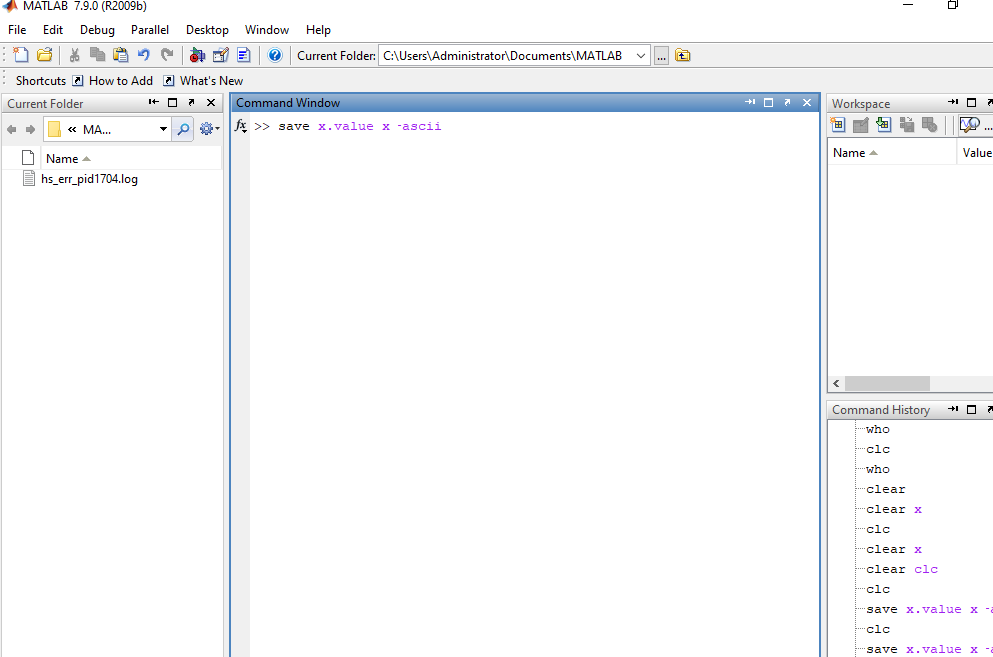 MATLAB 7.9.0 (R2009b)
File Edit Debug Parallel Desktop Window Help
Current Folder: C:\Users\Administrator\Documents\MATLAB ...
Shortcuts How to Add What's New
Current Folder
« MA...
Name
hs_err_pid1704.log
Command Window
fx >> save x.value x -ascii
Workspace
...
Name Value
Command History
who
clc
who
clear
clear x
clc
clear x
clear clc
clc
save x.value x -a
clc
save x.value x -a